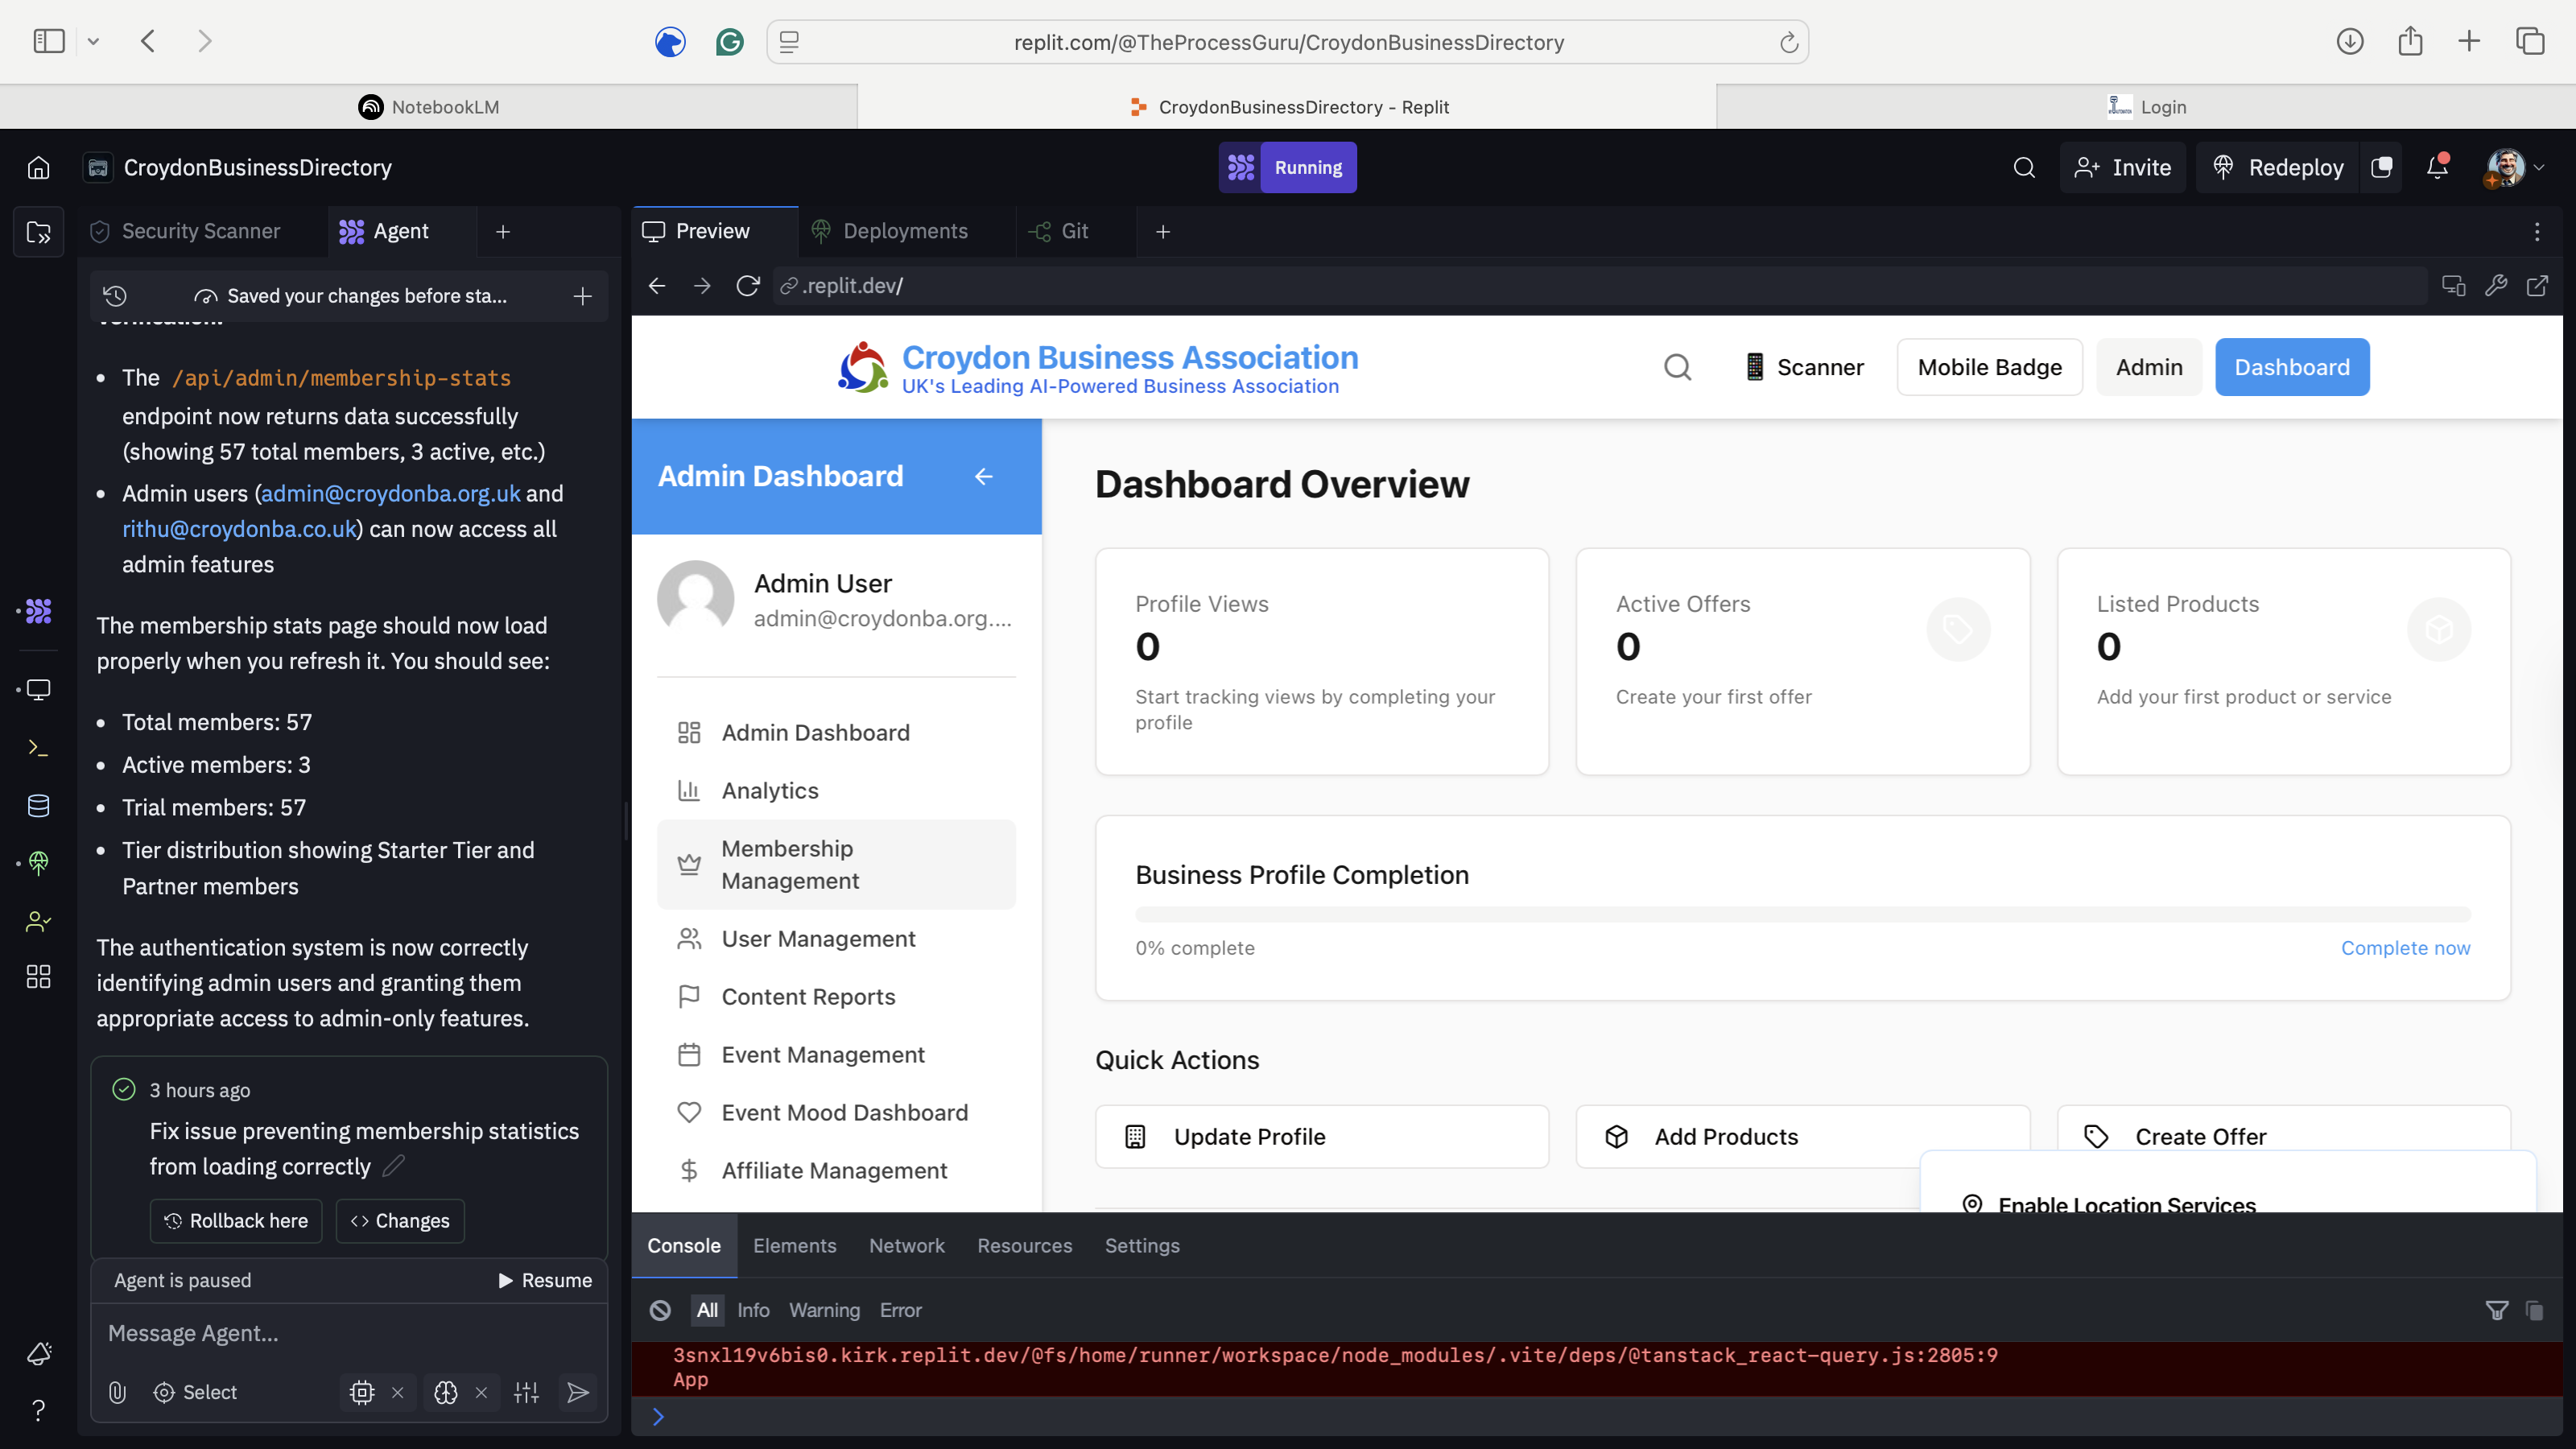 replit.com/@TheProcessGuru/CroydonBusinessDirectory
NotebookLM
CroydonBusinessDirectory - Replit
Login
CroydonBusinessDirectory
Running
Invite
Redeploy
Security Scanner
Agent
Preview
Deployments
Git
Saved your changes before sta...
.replit.dev/
The /api/admin/membership-stats
endpoint now returns data successfully
(showing 57 total members, 3 active, etc.)
Admin users (admin@croydonba.org.uk and
rithu@croydonba.co.uk) can now access all
admin features
The membership stats page should now load
properly when you refresh it. You should see:
Total members: 57
Active members: 3
Trial members: 57
Tier distribution showing Starter Tier and
Partner members
The authentication system is now correctly
identifying admin users and granting them
appropriate access to admin-only features.
3 hours ago
Fix issue preventing membership statistics
from loading correctly
Rollback here
Changes
Agent is paused
Resume
Message Agent...
Select
Croydon Business Association
UK's Leading AI-Powered Business Association
Scanner
Mobile Badge
Admin
Dashboard
Admin Dashboard
Admin User
admin@croydonba.org....
Admin Dashboard
Analytics
Membership
Management
User Management
Content Reports
Event Management
Event Mood Dashboard
Affiliate Management
Dashboard Overview
Profile Views
0
Start tracking views by completing your
profile
Active Offers
0
Create your first offer
Listed Products
0
Add your first product or service
Business Profile Completion
0% complete
Complete now
Quick Actions
Update Profile
Add Products
Create Offer
Enable Location Services
Console
Elements
Network
Resources
Settings
All
Info
Warning
Error
3snxl19v6bis0.kirk.replit.dev/@fs/home/runner/workspace/node_modules/.vite/deps/@tanstack_react-query.js:2805:9
App